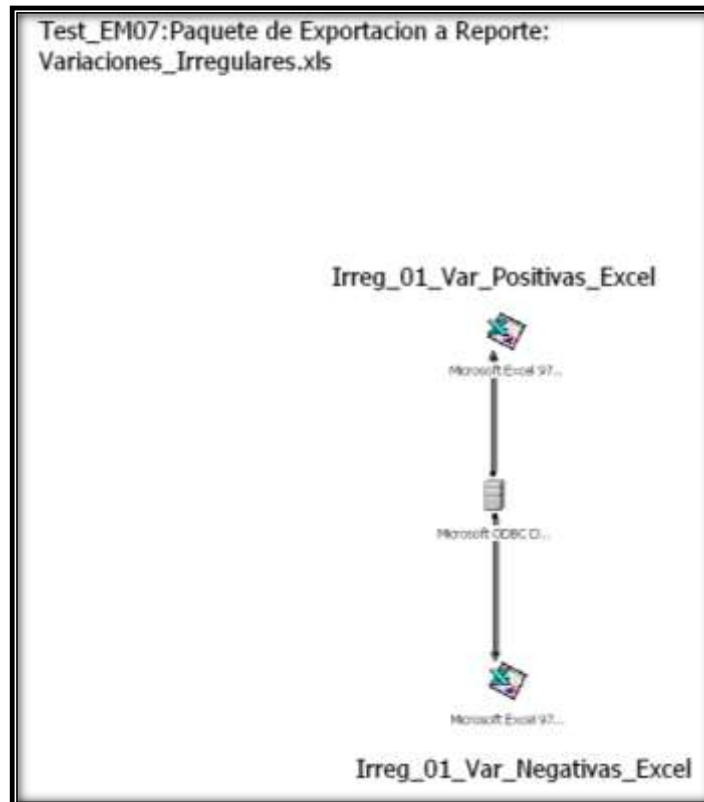 Test_EM07:Paquete de Exportacion a Reporte:
Variaciones_Irregulares.xls
Irreg_01_Var_Positivas_Excel
Microsoft Excel 97...
Microsoft ODBC D...
Microsoft Excel 97...
Irreg_01_Var_Negativas_Excel